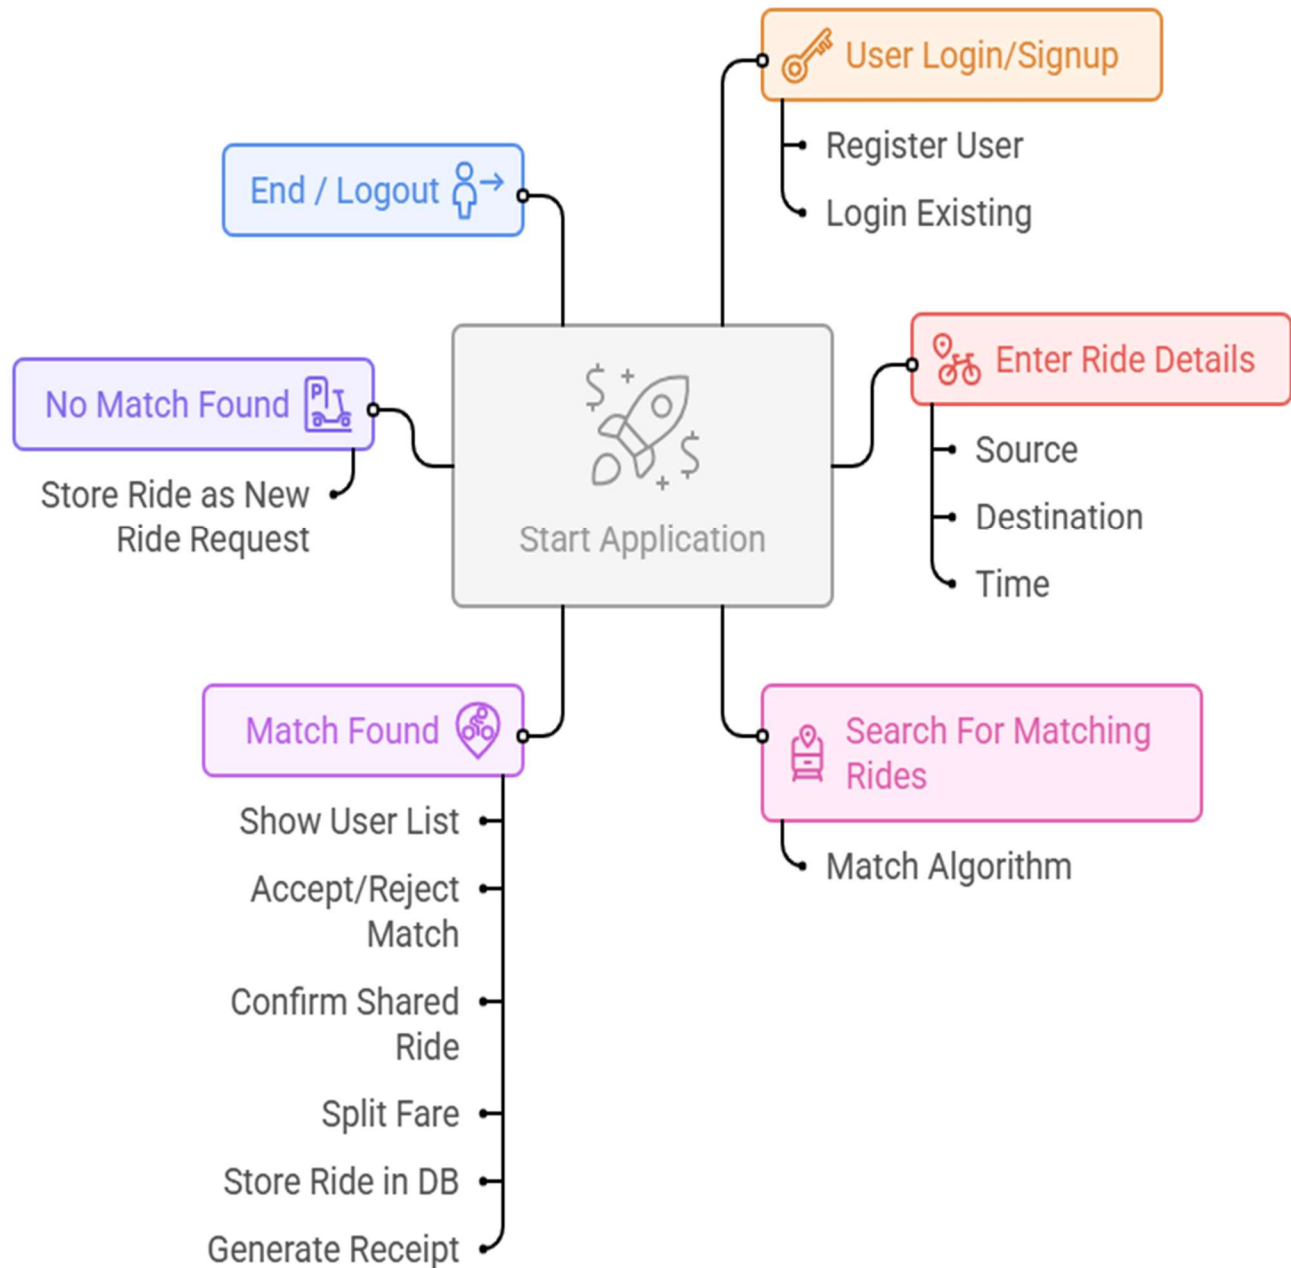 User Login/Signup
Register User
Login Existing
End / Logout
Enter Ride Details
Source
Destination
Time
No Match Found
P
Store Ride as New
Ride Request
$
$
Start Application
Match Found
Show User List
Accept/Reject
Match
Confirm Shared
Ride
Split Fare
Store Ride in DB
Generate Receipt
Search For Matching
Rides
Match Algorithm